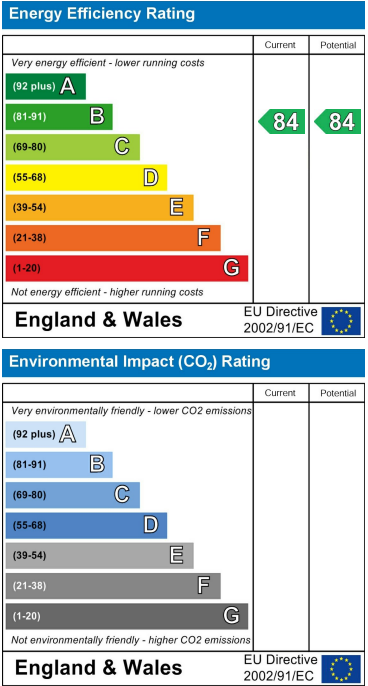 Energy Efficiency Rating
Current Potential
Very energy efficient - lower running costs
(92 plus) A
(81-91) B
84 84
(69-80) C
(55-68) D
(39-54) E
(21-38) F
(1-20) G
Not energy efficient - higher running costs
England & Wales
EU Directive
2002/91/EC
Environmental Impact (CO₂) Rating
Current Potential
Very environmentally friendly - lower CO2 emissions
(92 plus) A
(81-91) B
(69-80) C
(55-68) D
(39-54) E
(21-38) F
(1-20) G
Not environmentally friendly - higher CO2 emissions
England & Wales
EU Directive
2002/91/EC